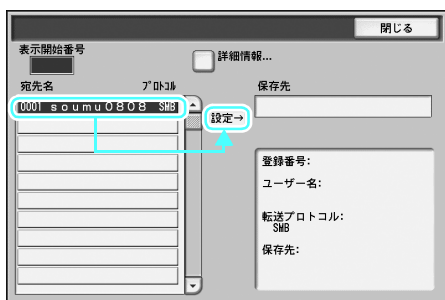 閉じる
表示開始番号
詳細情報...
宛先名 プロトコル
保存先
0001 soumu0808 SMB
設定→
登録番号:
ユーザー名:
転送プロトコル:
SMB
保存先: